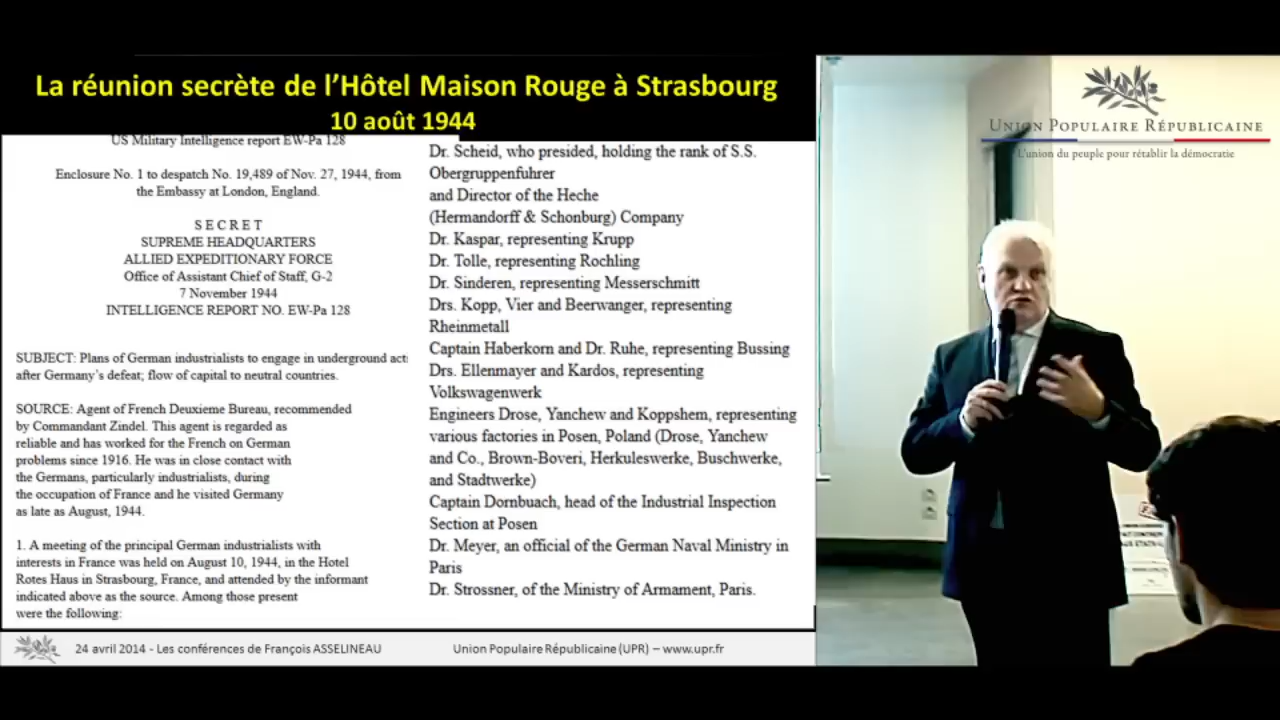 La réunion secrète de l'Hôtel Maison Rouge à Strasbourg
10 août 1944
US Military Intelligence report EW-Pa 128
Enclosure No. 1 to despatch No. 19,489 of Nov. 27, 1944, from
the Embassy at London, England.
S E C R E T
SUPREME HEADQUARTERS
ALLIED EXPEDITIONARY FORCE
Office of Assistant Chief of Staff, G-2
7 November 1944
INTELLIGENCE REPORT NO. EW-Pa 128
SUBJECT: Plans of German industrialists to engage in underground acti
after Germany's defeat; flow of capital to neutral countries.
SOURCE: Agent of French Deuxieme Bureau, recommended
by Commandant Zindel. This agent is regarded as
reliable and has worked for the French on German
problems since 1916. He was in close contact with
the Germans, particularly industrialists, during
the occupation of France and he visited Germany
as late as August, 1944.
1. A meeting of the principal German industrialists with
interests in France was held on August 10, 1944, in the Hotel
Rotes Haus in Strasbourg, France, and attended by the informant
indicated above as the source. Among those present
were the following:
Dr. Scheid, who presided, holding the rank of S.S.
Obergruppenfuhrer
and Director of the Heche
(Hermandorff & Schonburg) Company
Dr. Kaspar, representing Krupp
Dr. Tolle, representing Rochling
Dr. Sinderen, representing Messerschmitt
Drs. Kopp, Vier and Beerwanger, representing
Rheinmetall
Captain Haberkorn and Dr. Ruhe, representing Bussing
Drs. Ellenmayer and Kardos, representing
Volkswagenwerk
Engineers Drose, Yanchew and Koppshem, representing
various factories in Posen, Poland (Drose, Yanchew
and Co., Brown-Boveri, Herkuleswerke, Buschwerke,
and Stadtwerke)
Captain Dornbuach, head of the Industrial Inspection
Section at Posen
Dr. Meyer, an official of the German Naval Ministry in
Paris
Dr. Strossner, of the Ministry of Armament, Paris.
24 avril 2014 - Les conférences de François ASSELINEAU
Union Populaire Républicaine (UPR) – www.upr.fr
UNION POPULAIRE RÉPUBLICAINE
L'union du peuple pour rétablir la démocratie